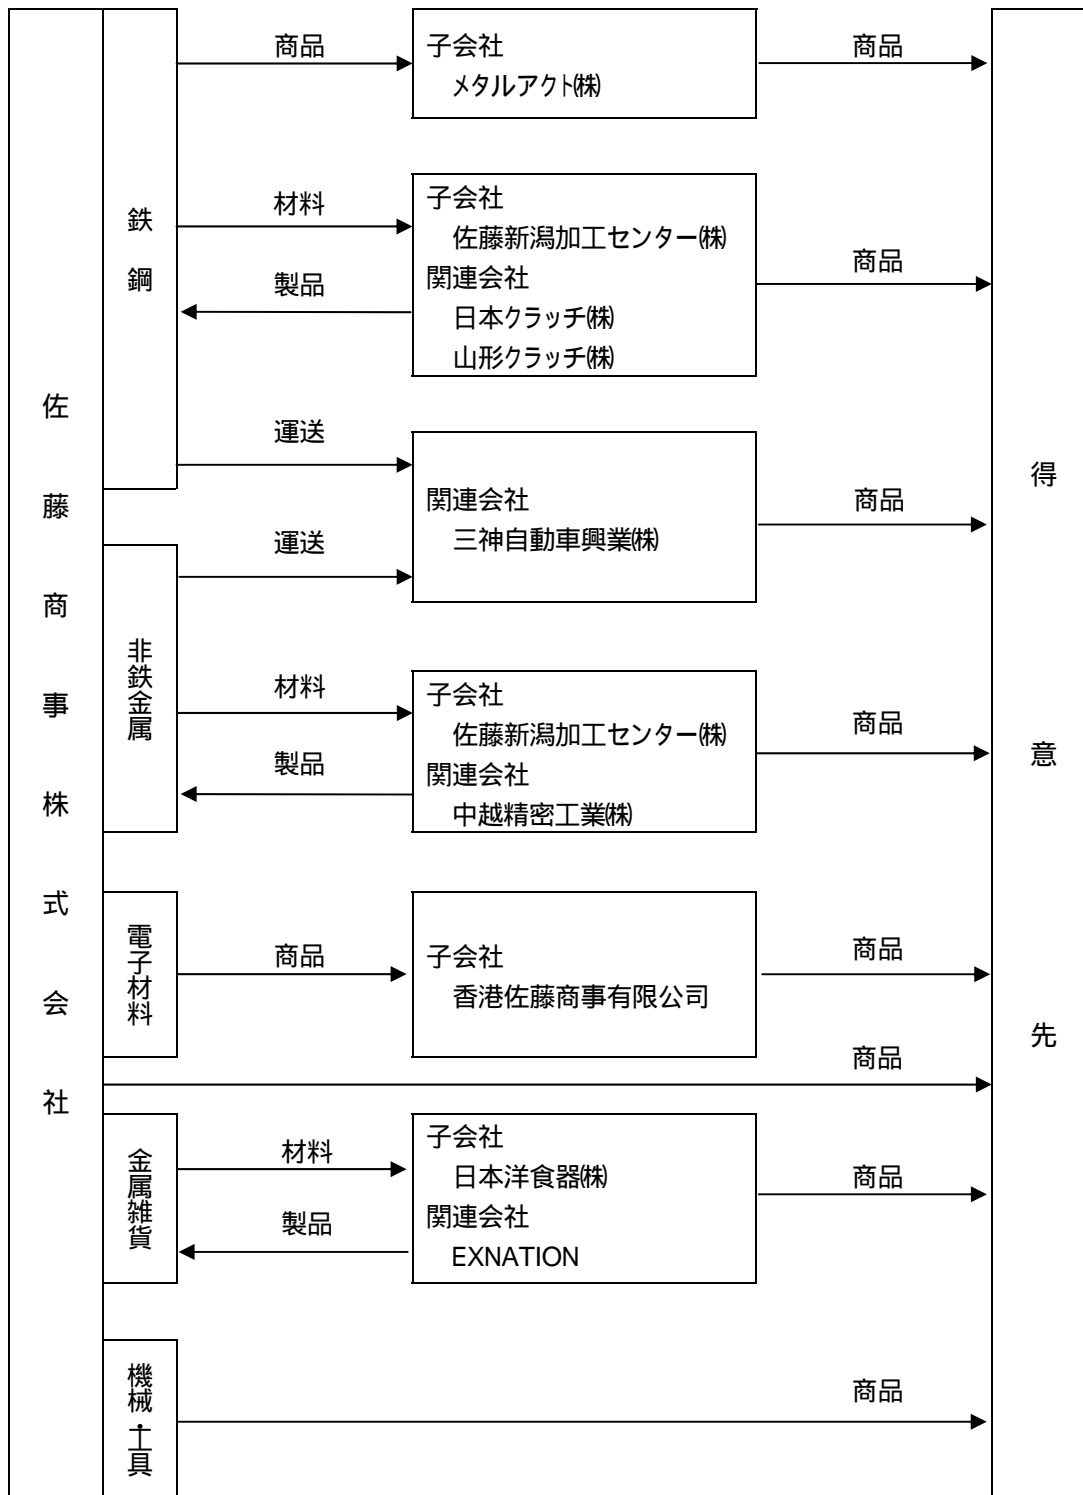 佐藤商事株式会社
鉄鋼
商品
子会社
メタルアクト㈱
商品
材料
製品
子会社
佐藤新潟加工センター㈱
関連会社
日本クラッチ㈱
山形クラッチ㈱
商品
運送
運送
関連会社
三神自動車興業㈱
商品
非鉄金属
材料
製品
子会社
佐藤新潟加工センター㈱
関連会社
中越精密工業㈱
商品
電子材料
商品
子会社
香港佐藤商事有限公司
商品
商品
金属雑貨
材料
製品
子会社
日本洋食器㈱
関連会社
EXNATION
商品
機械・工具
商品
得意先